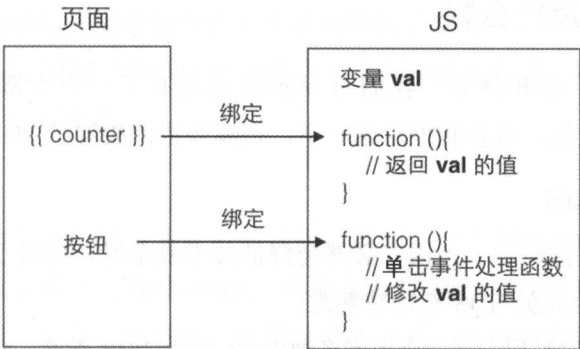 页面
JS
变量 val
绑定
{{ counter }}
function (){
// 返回 val 的值
}
绑定
按钮
function (){
//单击事件处理函数
//修改 val 的值
}